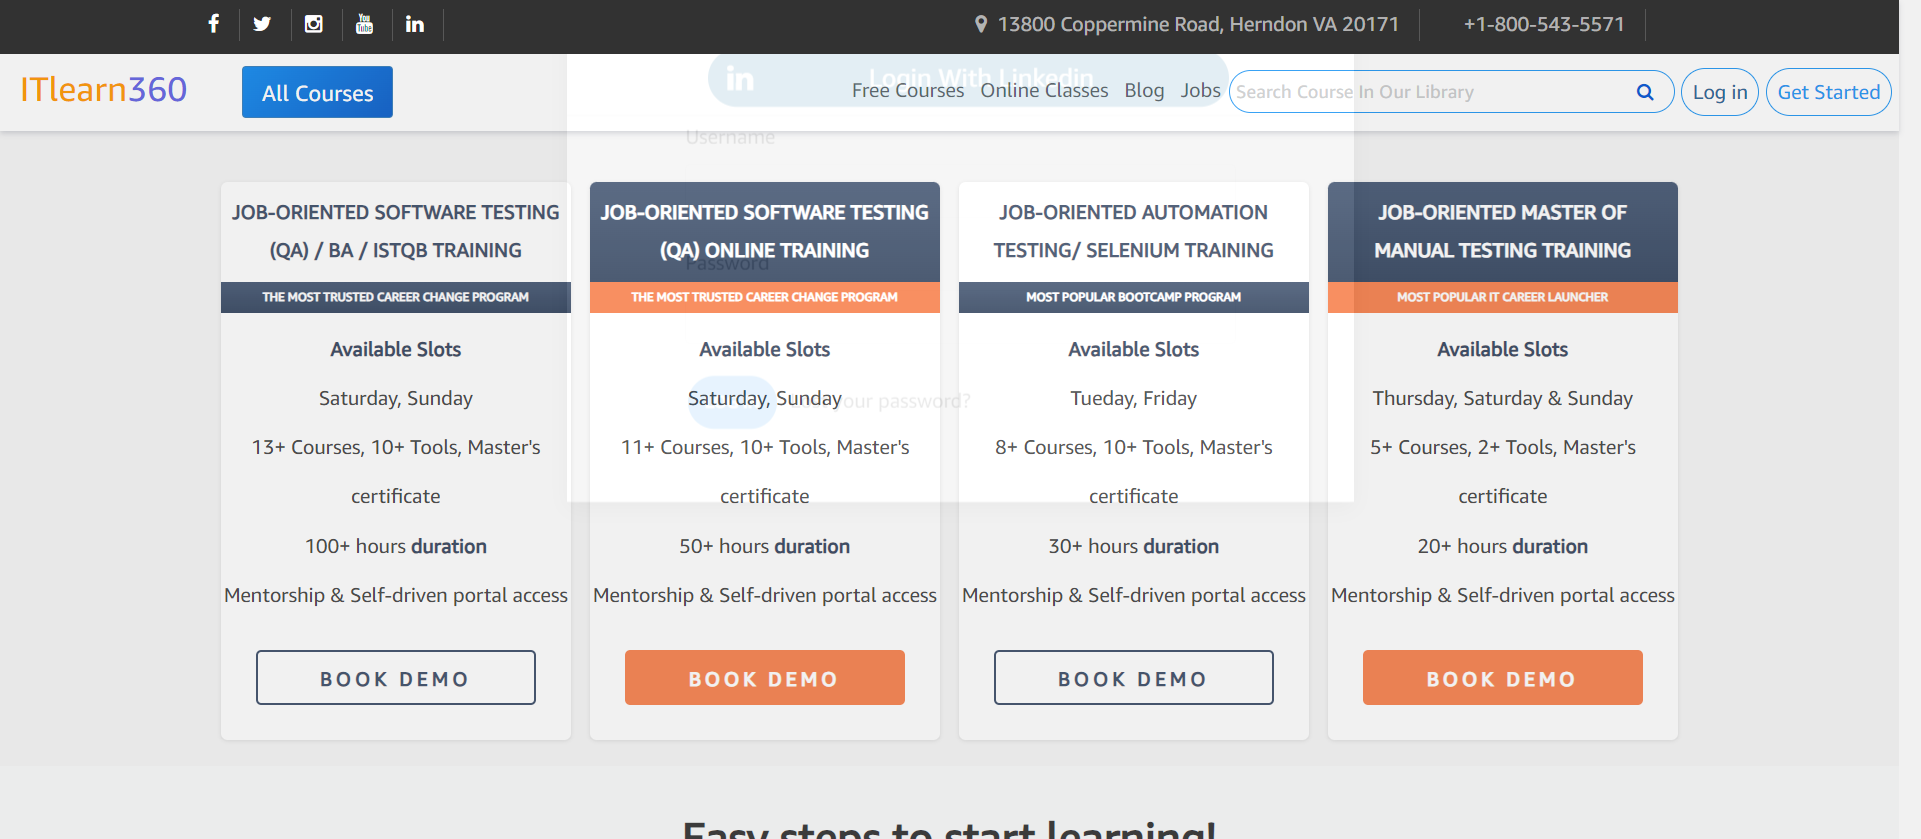 13800 Coppermine Road, Herndon VA 20171
+1-800-543-5571
ITlearn360
All Courses
Login With Linkedin
Free Courses Online Classes Blog Jobs
Search Course In Our Library
Log in
Get Started
Username
JOB-ORIENTED SOFTWARE TESTING
(QA) / BA / ISTQB TRAINING
THE MOST TRUSTED CAREER CHANGE PROGRAM
Available Slots
Saturday, Sunday
13+ Courses, 10+ Tools, Master's
certificate
100+ hours duration
Mentorship & Self-driven portal access
BOOK DEMO
JOB-ORIENTED SOFTWARE TESTING
(QA) ONLINE TRAINING
Password
THE MOST TRUSTED CAREER CHANGE PROGRAM
Available Slots
Saturday, Sunday
your password?
11+ Courses, 10+ Tools, Master's
certificate
50+ hours duration
Mentorship & Self-driven portal access
BOOK DEMO
JOB-ORIENTED AUTOMATION
TESTING/ SELENIUM TRAINING
MOST POPULAR BOOTCAMP PROGRAM
Available Slots
Tueday, Friday
8+ Courses, 10+ Tools, Master's
certificate
30+ hours duration
Mentorship & Self-driven portal access
BOOK DEMO
JOB-ORIENTED MASTER OF
MANUAL TESTING TRAINING
MOST POPULAR IT CAREER LAUNCHER
Available Slots
Thursday, Saturday & Sunday
5+ Courses, 2+ Tools, Master's
certificate
20+ hours duration
Mentorship & Self-driven portal access
BOOK DEMO
Easy steps to start learning!